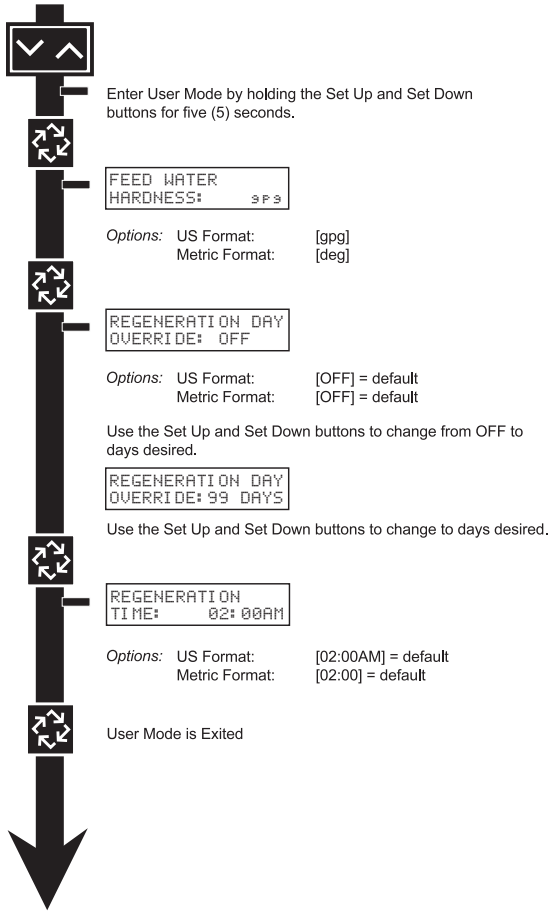 Enter User Mode by holding the Set Up and Set Down
buttons for five (5) seconds.
FEED WATER
HARDNESS: gpg
Options: US Format: [gpg]
Metric Format: [deg]
REGENERATION DAY
OVERRIDE: OFF
Options: US Format: [OFF] = default
Metric Format: [OFF] = default
Use the Set Up and Set Down buttons to change from OFF to
days desired.
REGENERATION DAY
OVERRIDE:99 DAYS
Use the Set Up and Set Down buttons to change to days desired.
REGENERATION
TIME: 02:00AM
Options: US Format: [02:00AM] = default
Metric Format: [02:00] = default
User Mode is Exited